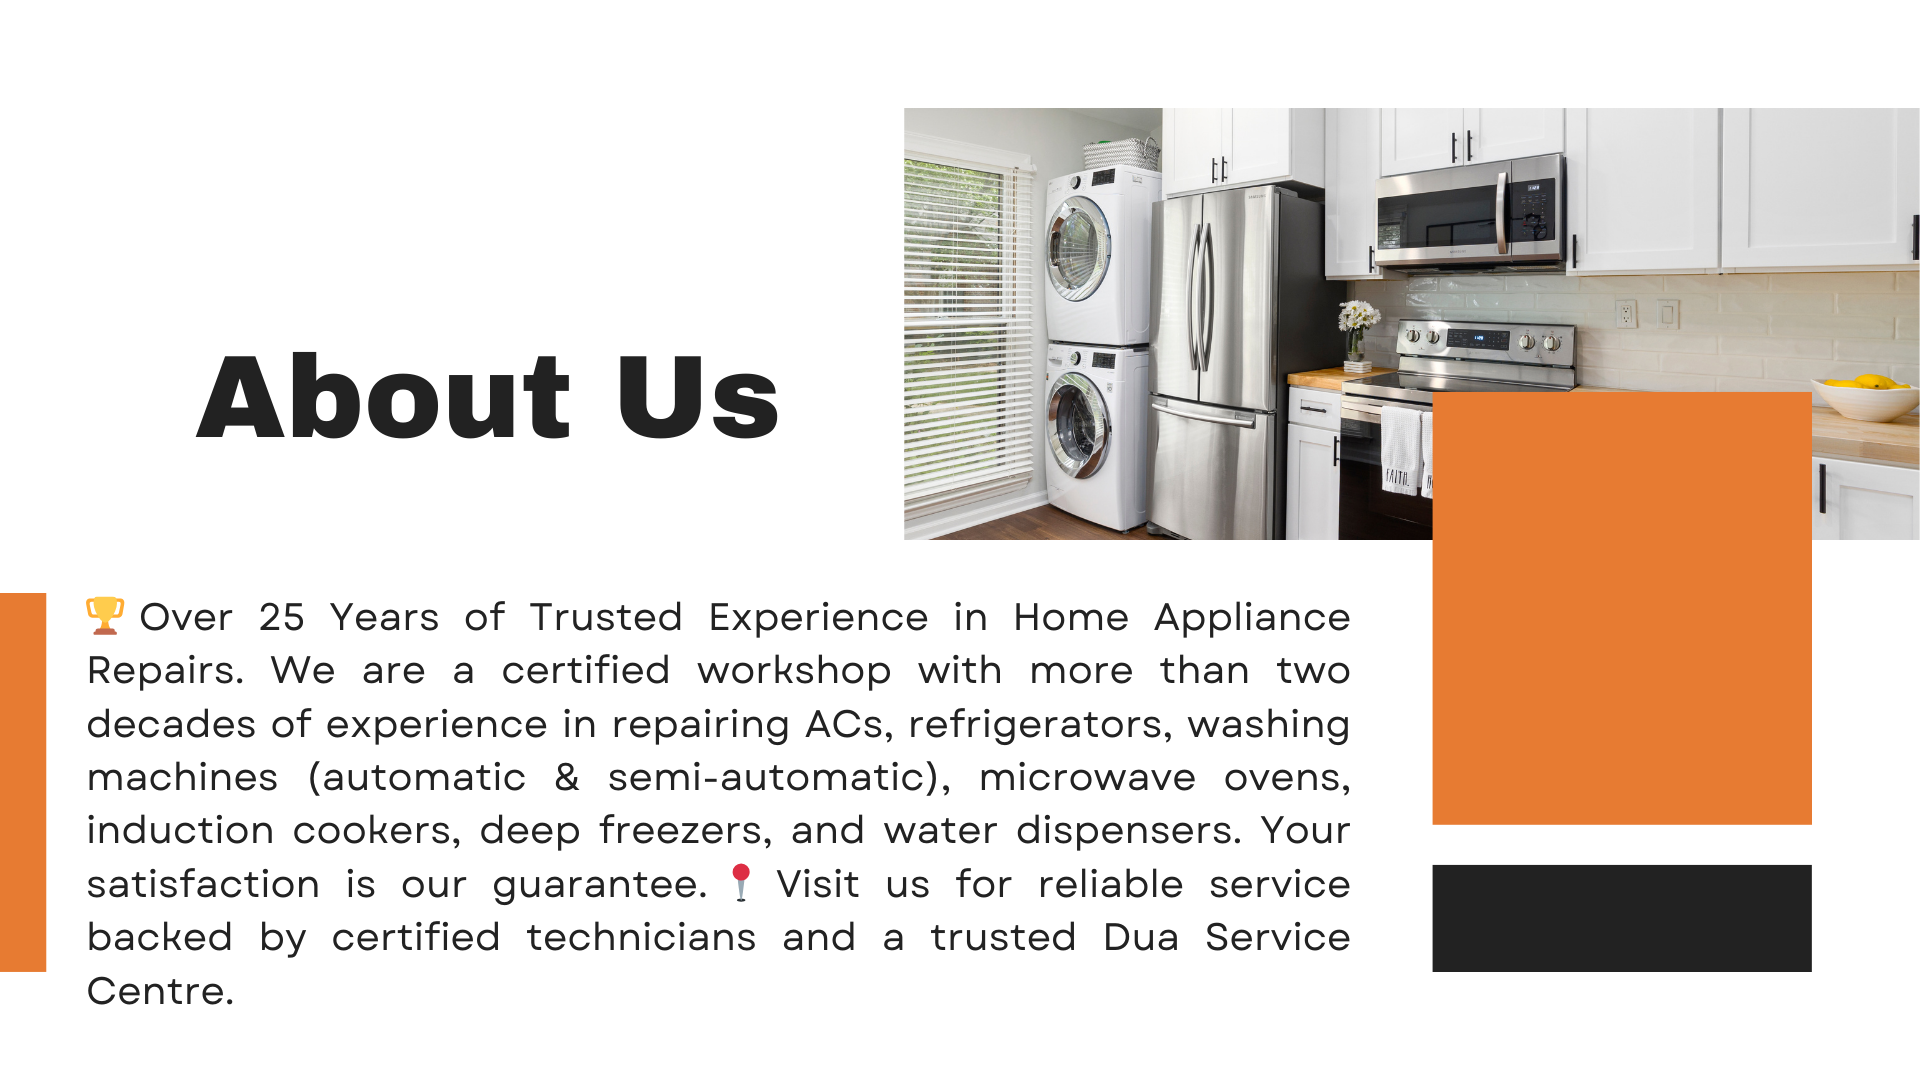 About Us
🏆 Over 25 Years of Trusted Experience in Home Appliance
Repairs. We are a certified workshop with more than two
decades of experience in repairing ACs, refrigerators, washing
machines (automatic & semi-automatic), microwave ovens,
induction cookers, deep freezers, and water dispensers. Your
satisfaction is our guarantee. 📍 Visit us for reliable service
backed by certified technicians and a trusted Dua Service
Centre.
FAITH.
SAMSUNG